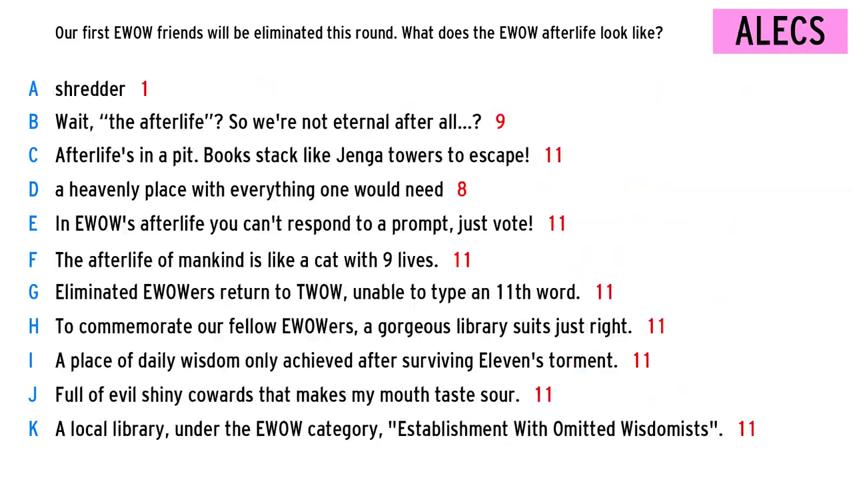 Our first EWOW friends will be eliminated this round. What does the EWOW afterlife look like?
ALECS
A shredder 1
B Wait, “the afterlife”? So we're not eternal after all...? 9
C Afterlife's in a pit. Books stack like Jenga towers to escape! 11
D a heavenly place with everything one would need 8
E In EWOW's afterlife you can't respond to a prompt, just vote! 11
F The afterlife of mankind is like a cat with 9 lives. 11
G Eliminated EWOWers return to TWOW, unable to type an 11th word. 11
H To commemorate our fellow EWOWers, a gorgeous library suits just right. 11
I A place of daily wisdom only achieved after surviving Eleven's torment. 11
J Full of evil shiny cowards that makes my mouth taste sour. 11
K A local library, under the EWOW category, "Establishment With Omitted Wisdomists". 11